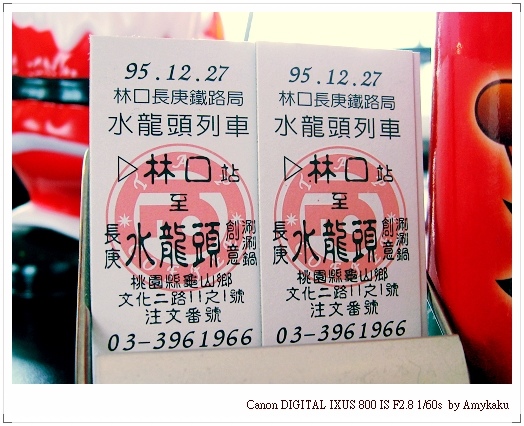 95.12.27
林口長庚鐵路局
水龍頭列車
▷林口站
至
長庚水龍頭創意涮涮鍋
桃園縣龜山鄉
文化二路11之1號
注文番號
03-3961966
95.12.27
林口長庚鐵路局
水龍頭列車
▷林口站
至
長庚水龍頭創意涮涮鍋
桃園縣龜山鄉
文化二路11之1號
注文番號
03-3961966
Canon DIGITAL IXUS 800 IS F2.8 1/60s by Amykaku